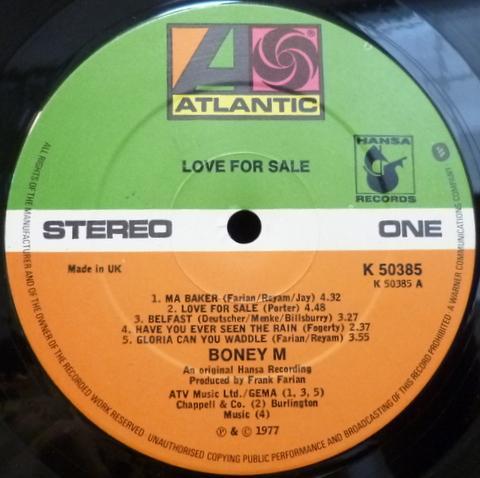 ATLANTIC
LOVE FOR SALE
HANSA
RECORDS
STEREO
ONE
Made in UK
K 50385
K 50385 A
1. MA BAKER (Farian/Reyam/Jay) 4.32
2. LOVE FOR SALE (Porter) 4.48
3. BELFAST (Deutscher/Menke/Billsbury) 3.27
4. HAVE YOU EVER SEEN THE RAIN (Fogerty) 2.37
5. GLORIA CAN YOU WADDLE (Farian/Reyam) 3.55
BONEY M
An original Hansa Recording
Produced by Frank Farian
ATV Music Ltd./GEMA (1, 3, 5)
Chappell & Co. (2) Burlington
Music (4)
℗ & © 1977
ALL RIGHTS OF THE MANUFACTURER AND OF THE OWNER OF THE RECORDED WORK RESERVED UNAUTHORISED COPYING PUBLIC PERFORMANCE AND BROADCASTING OF THIS RECORD PROHIBITED A WARNER COMMUNICATIONS COMPANY